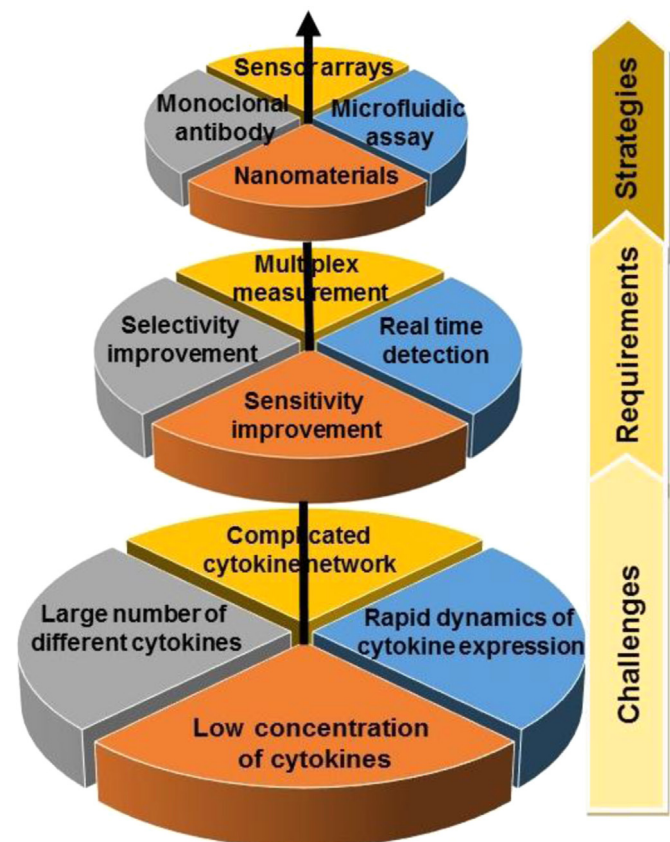 Sensor arrays
Monoclonal
antibody
Microfluidic
assay
Nanomaterials
Multiplex
measurement
Selectivity
improvement
Real time
detection
Sensitivity
improvement
Complicated
cytokine network
Large number of
different cytokines
Rapid dynamics of
cytokine expression
Low concentration
of cytokines
Strategies
Requirements
Challenges